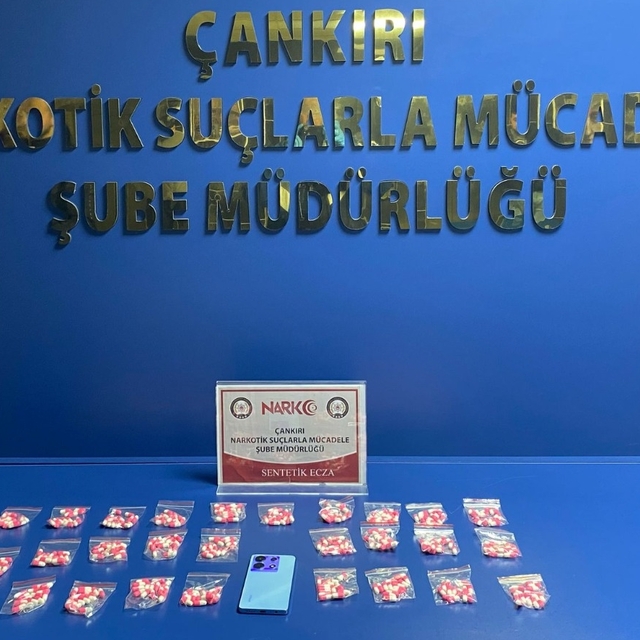 ÇANKIRI
KOTİK SUÇLARLA MÜCAD
ŞUBE MÜDÜRLÜĞÜ
NARKO
ÇANKIRI
NARKOTİK SUÇLARLA MÜCADELE
ŞUBE MÜDÜRLÜĞÜ
SENTETİK ECZA